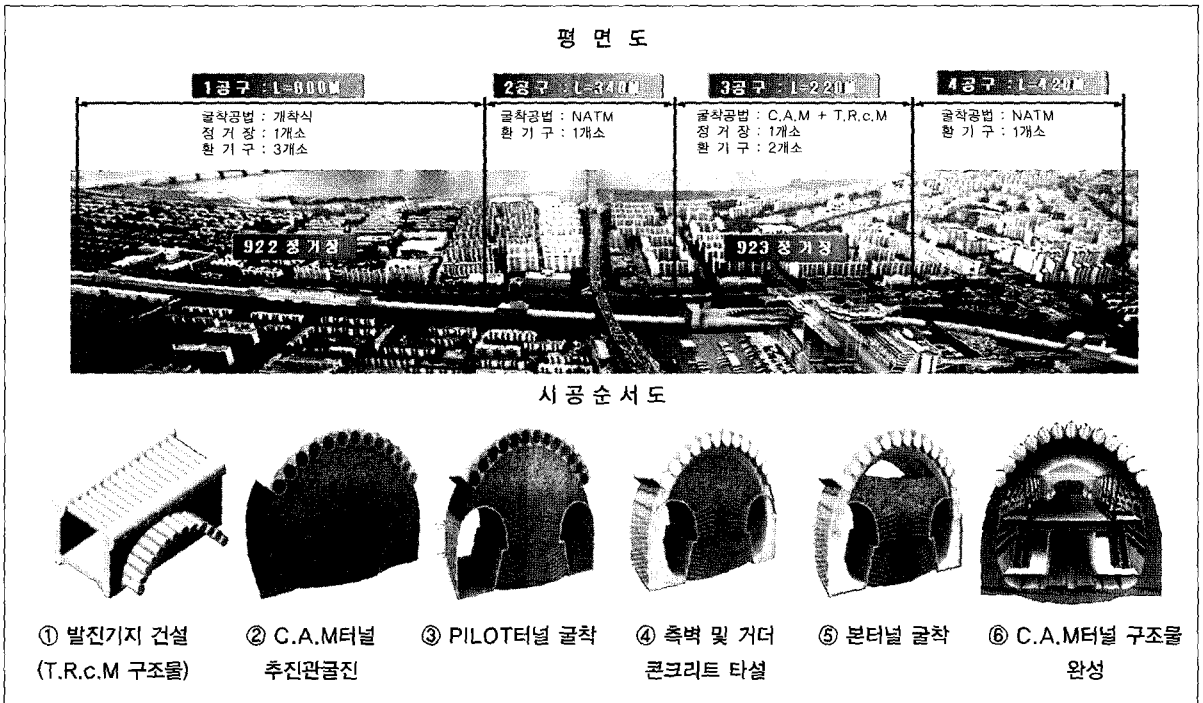 평 면 도
1공구 : L-600M
2공구 : L-340M
3공구 : L-220M
4공구 : L-420M
굴착공법 : 개착식
정 거 장 : 1개소
환 기 구 : 3개소
굴착공법 : NATM
환 기 구 : 1개소
굴착공법 : C.A.M + T.R.c.M
정 거 장 : 1개소
환 기 구 : 2개소
굴착공법 : NATM
환 기 구 : 1개소
922 정거장
923 정거장
시공순서도
① 발진기지 건설
(T.R.c.M 구조물)
② C.A.M터널
추진관굴진
③ PILOT터널 굴착
④ 측벽 및 거더
콘크리트 타설
⑤ 본터널 굴착
⑥ C.A.M터널 구조물
완성